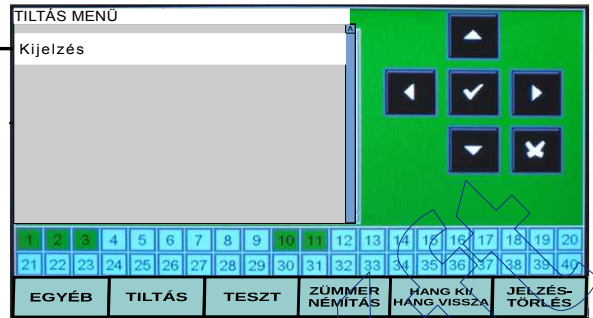 TILTÁS MENÜ
Kijelzés
1 2 3 4 5 6 7 8 9 10 11 12 13 14 15 16 17 18 19 20
21 22 23 24 25 26 27 28 29 30 31 32 33 34 35 36 37 38 39 40
EGYÉB TILTÁS TESZT ZÜMMER NÉMÍTÁS HANG KI/ HANG VISSZA JELZÉS- TÖRLÉS